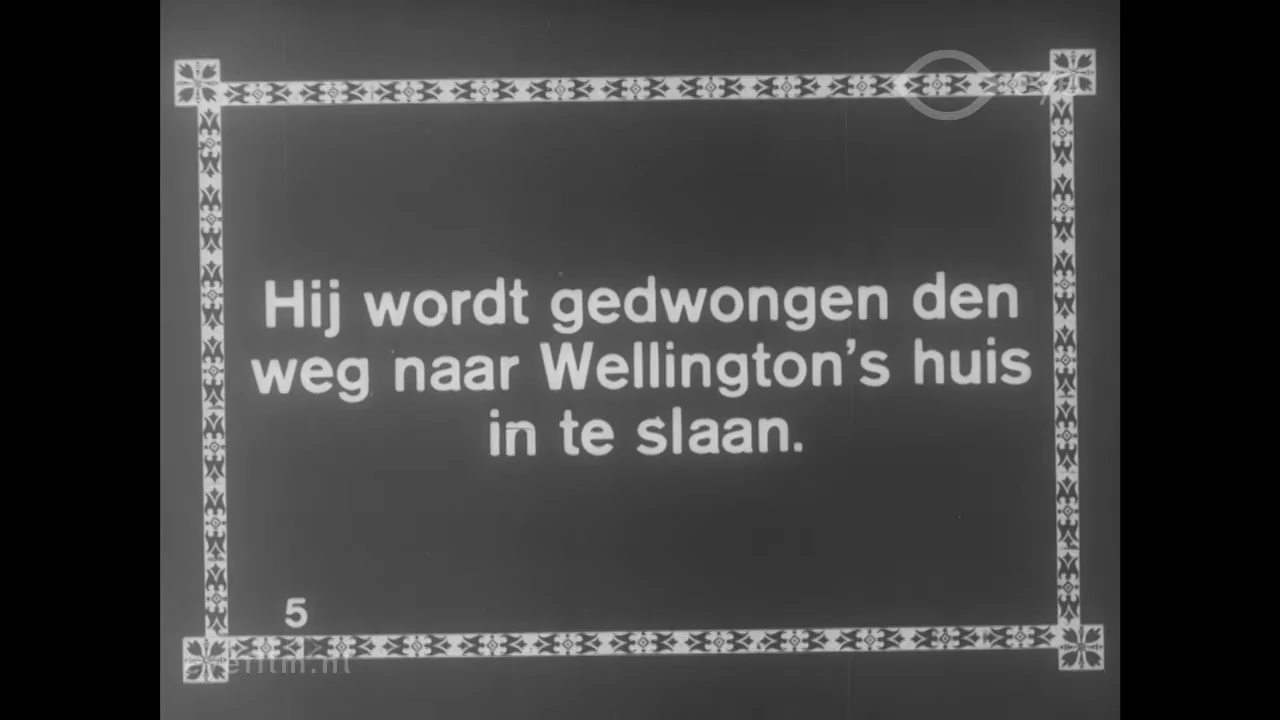 Hij wordt gedwongen den
weg naar Wellington's huis
in te slaan.
5